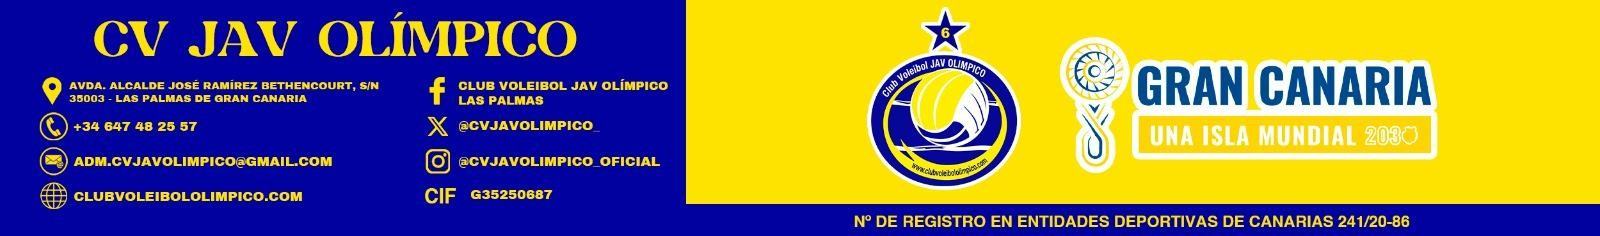 CV JAV OLÍMPICO
AVDA. ALCALDE JOSÉ RAMÍREZ BETHENCOURT, S/N
35003 - LAS PALMAS DE GRAN CANARIA
+34 647 48 25 57
ADM.CVJAVOLIMPICO@GMAIL.COM
CLUBVOLEIBOLOLIMPICO.COM
CLUB VOLEIBOL JAV OLÍMPICO
LAS PALMAS
@CVJAVOLIMPICO_
@CVJAVOLIMPICO_OFICIAL
CIF G35250687
6
Club Voleibol JAV OLIMPICO
www.clubvoleibololimpico.com
GRAN CANARIA
UNA ISLA MUNDIAL 2030
Nº DE REGISTRO EN ENTIDADES DEPORTIVAS DE CANARIAS 241/20-86